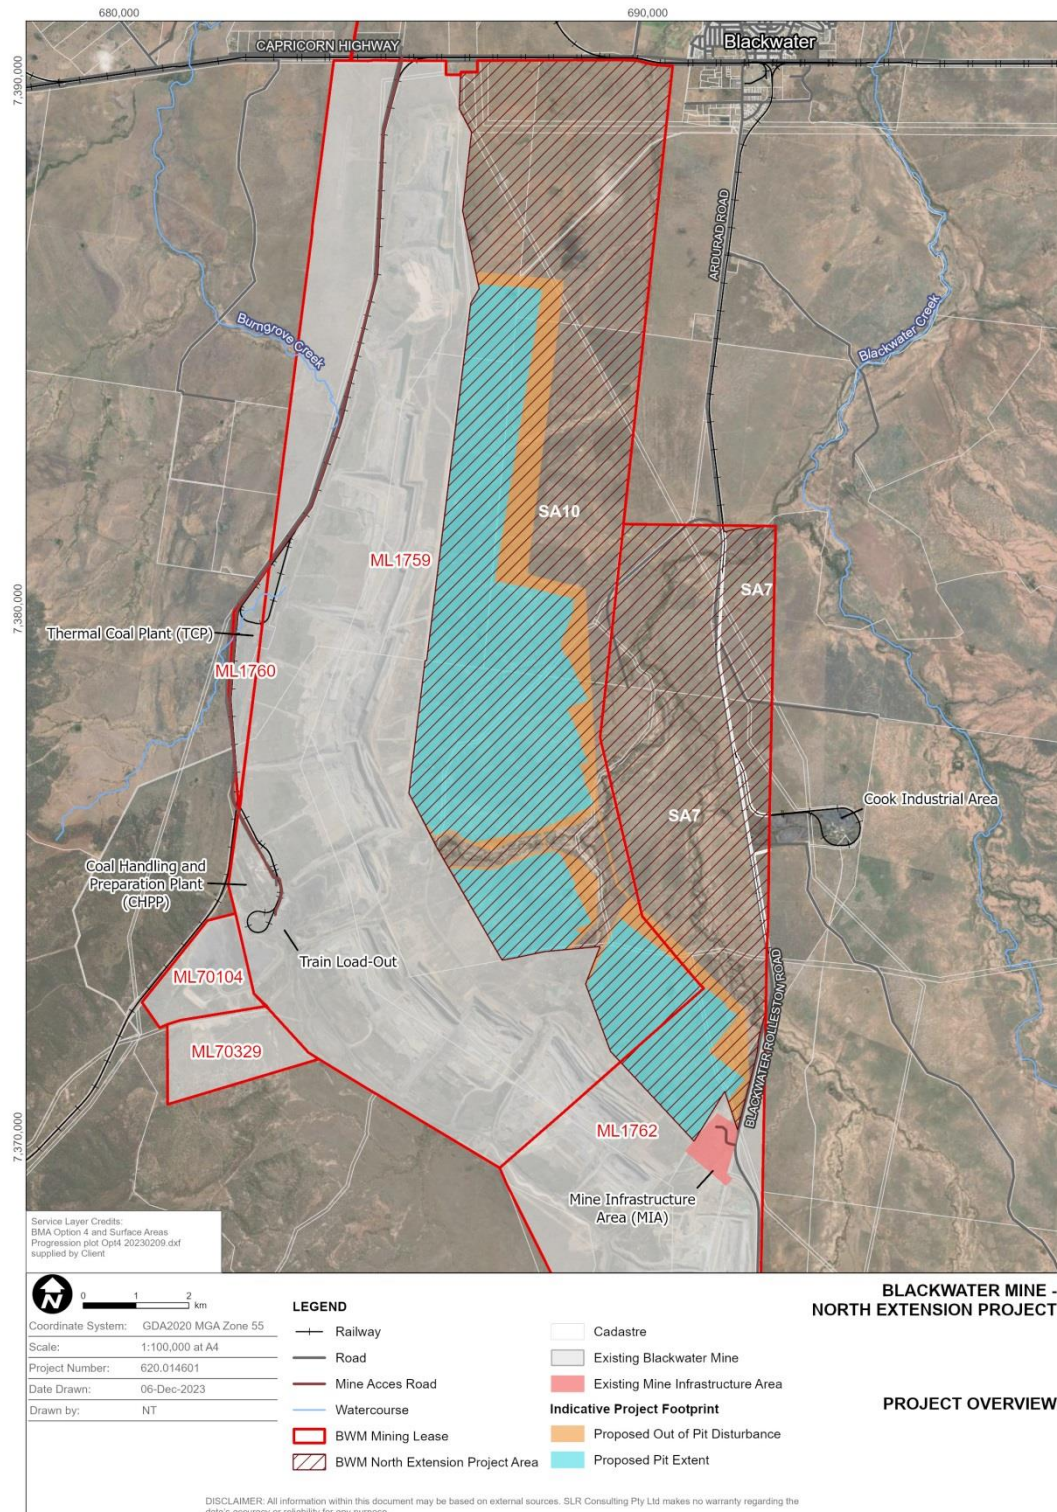 680,000
690,000
CAPRICORN HIGHWAY
Blackwater
7,390,000
ARDURAD ROAD
Burngrove Creek
Blackwater Creek
SA10
ML1759
7,380,000
SA7
Thermal Coal Plant (TCP)
ML1760
Cook Industrial Area
SA7
Coal Handling and
Preparation Plant
(CHPP)
Train Load-Out
ML70104
BLACKWATER ROLLESTON ROAD
ML70329
7,370,000
ML1762
Mine Infrastructure
Area (MIA)
Service Layer Credits:
BMA Option 4 and Surface Areas
Progression plot Opt4 20230209.dxf
supplied by Client
N
0 1 2
km
Coordinate System: GDA2020 MGA Zone 55
Scale: 1:100,000 at A4
Project Number: 620.014601
Date Drawn: 06-Dec-2023
Drawn by: NT
LEGEND
Railway
Road
Mine Acces Road
Watercourse
BWM Mining Lease
BWM North Extension Project Area
Cadastre
Existing Blackwater Mine
Existing Mine Infrastructure Area
Indicative Project Footprint
Proposed Out of Pit Disturbance
Proposed Pit Extent
BLACKWATER MINE -
NORTH EXTENSION PROJECT
PROJECT OVERVIEW
DISCLAIMER: All information within this document may be based on external sources. SLR Consulting Pty Ltd makes no warranty regarding the
data's accuracy or reliability for any purpose.